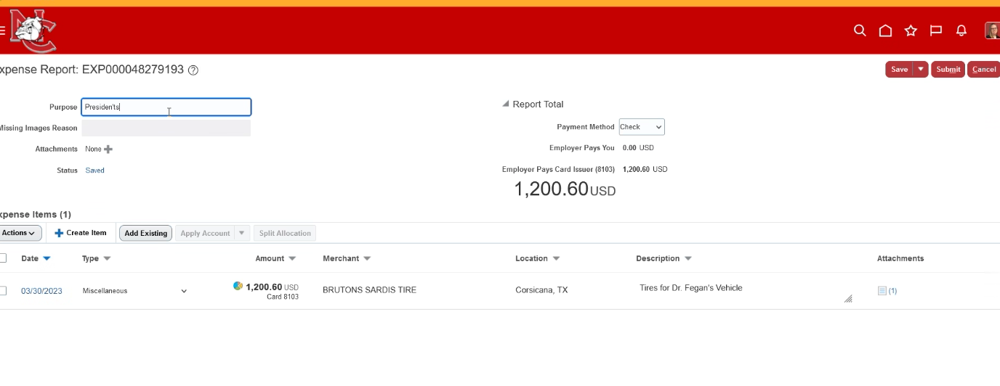 NC
xpense Report: EXP000048279193 ?
Save Submit Cancel
Purpose Presiden'ts
Missing Images Reason
Attachments None
Status Saved
Report Total
Payment Method Check
Employer Pays You 0.00 USD
Employer Pays Card Issuer (8103) 1,200.60 USD
1,200.60 USD
xpense Items (1)
Actions Create Item Add Existing Apply Account Split Allocation
Date Type Amount Merchant Location Description Attachments
03/30/2023 Miscellaneous 1,200.60 USD BRUTONS SARDIS TIRE Corsicana, TX Tires for Dr. Fegan's Vehicle (1)
Card 8103